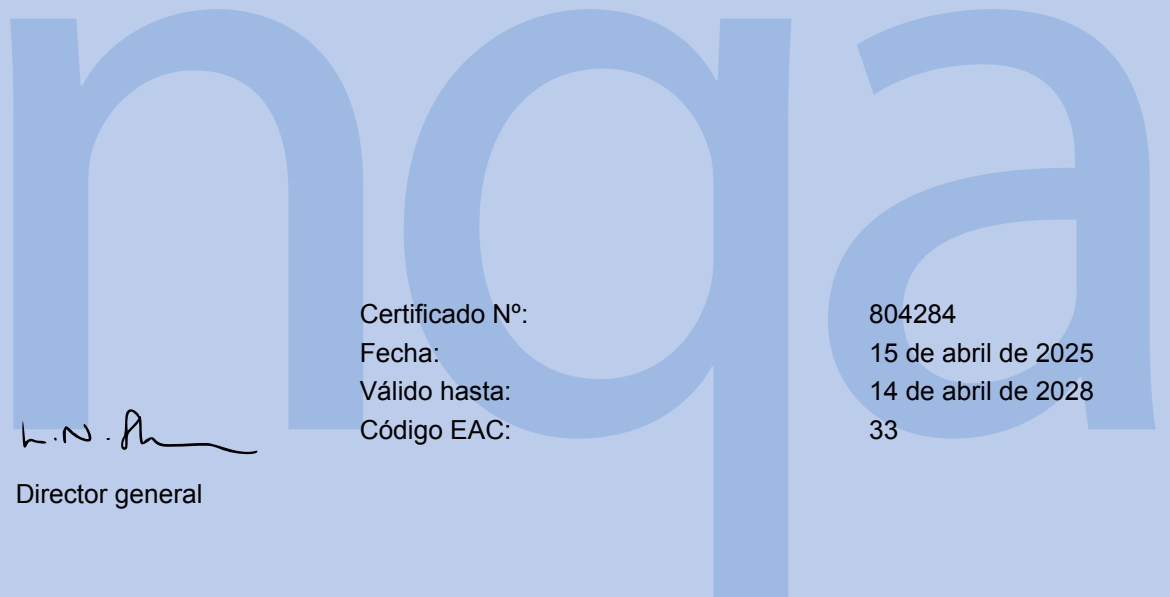 nqa
Certificado Nº: 804284
Fecha: 15 de abril de 2025
Válido hasta: 14 de abril de 2028
Código EAC: 33
Director general